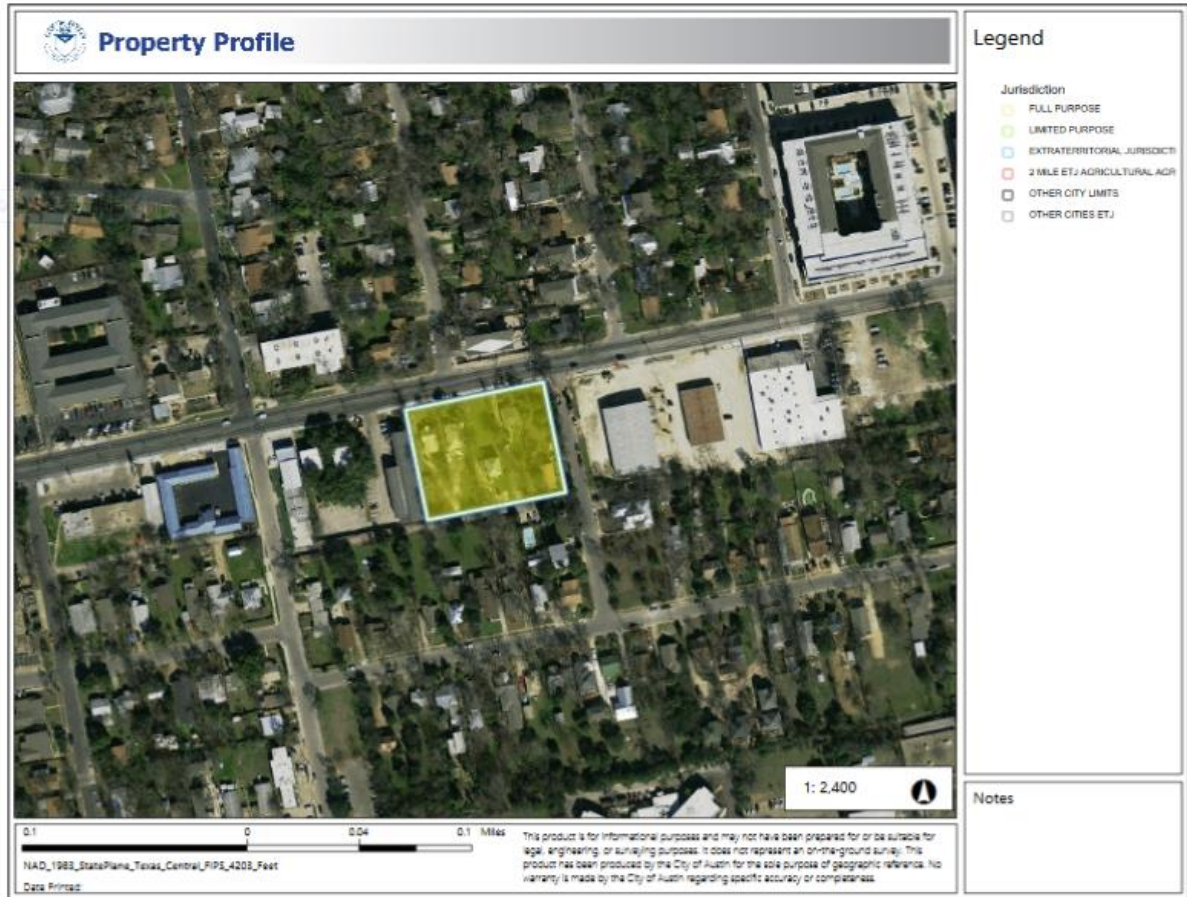 Property Profile
Legend
Jurisdiction
FULL PURPOSE
LIMITED PURPOSE
EXTRATERRITORIAL JURISDICTI
2 MILE ETJ AGRICULTURAL AGR
OTHER CITY LIMITS
OTHER CITIES ETJ
1: 2,400
Notes
0.1 0 0.04 0.1 Miles
NAD_1983_StatePlane_Texas_Central_FIPS_4203_Feet
Date Printed:
This product is for informational purposes and may not have been prepared for or be suitable for
legal, engineering, or surveying purposes. It does not represent an on-the-ground survey. This
product has been produced by the City of Austin for the sole purpose of geographic reference. No
warranty is made by the City of Austin regarding specific accuracy or completeness.